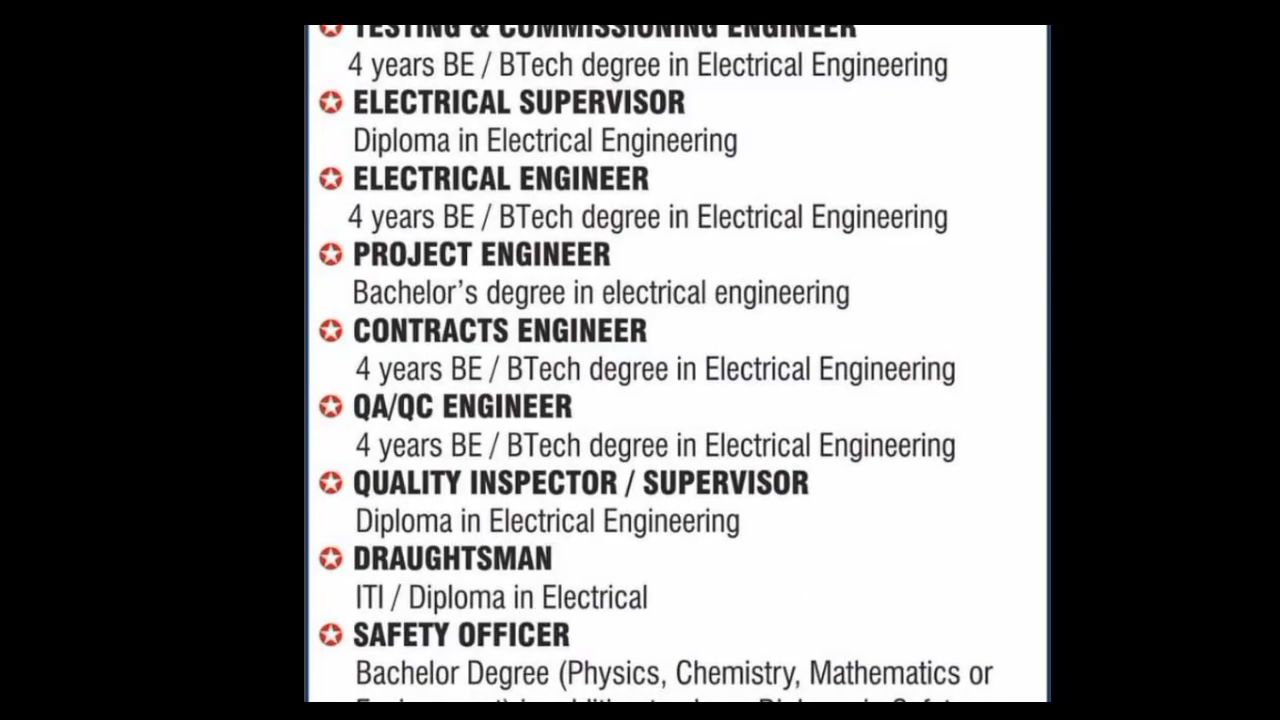 TESTING & COMMISSIONING ENGINEER
4 years BE / BTech degree in Electrical Engineering
ELECTRICAL SUPERVISOR
Diploma in Electrical Engineering
ELECTRICAL ENGINEER
4 years BE / BTech degree in Electrical Engineering
PROJECT ENGINEER
Bachelor's degree in electrical engineering
CONTRACTS ENGINEER
4 years BE / BTech degree in Electrical Engineering
QA/QC ENGINEER
4 years BE / BTech degree in Electrical Engineering
QUALITY INSPECTOR / SUPERVISOR
Diploma in Electrical Engineering
DRAUGHTSMAN
ITI / Diploma in Electrical
SAFETY OFFICER
Bachelor Degree (Physics, Chemistry, Mathematics or